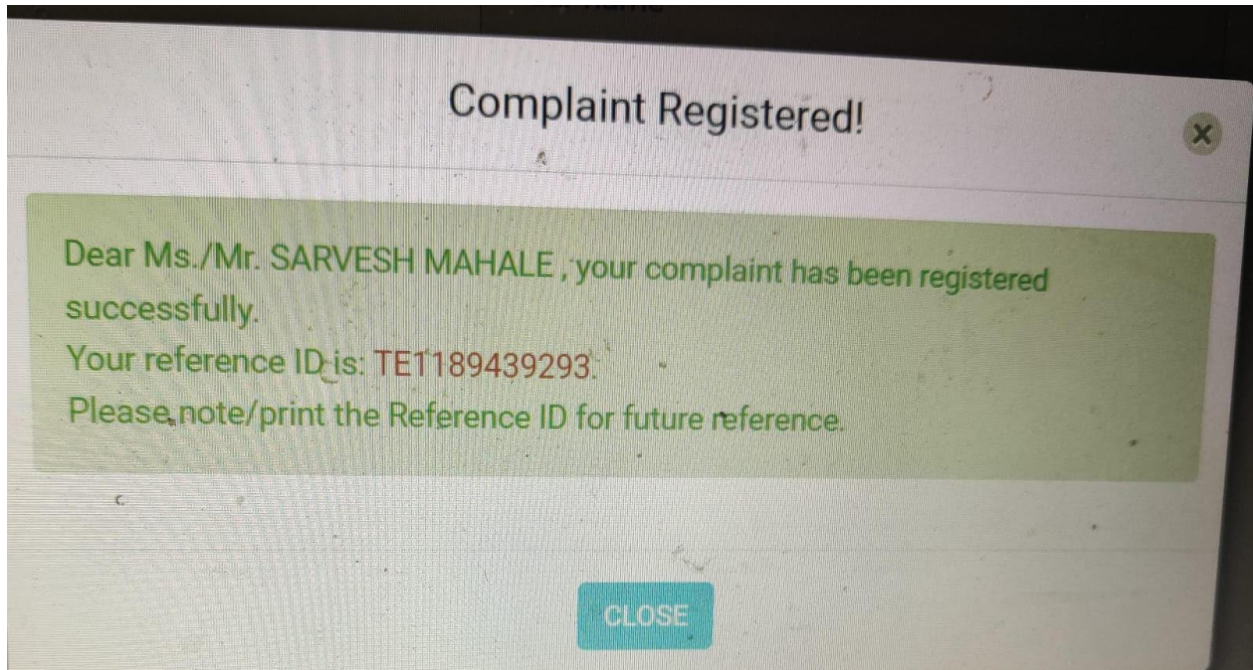 Complaint Registered!
x
Dear Ms./Mr. SARVESH MAHALE , your complaint has been registered
successfully.
Your reference ID is: TE1189439293.
Please note/print the Reference ID for future reference.
CLOSE